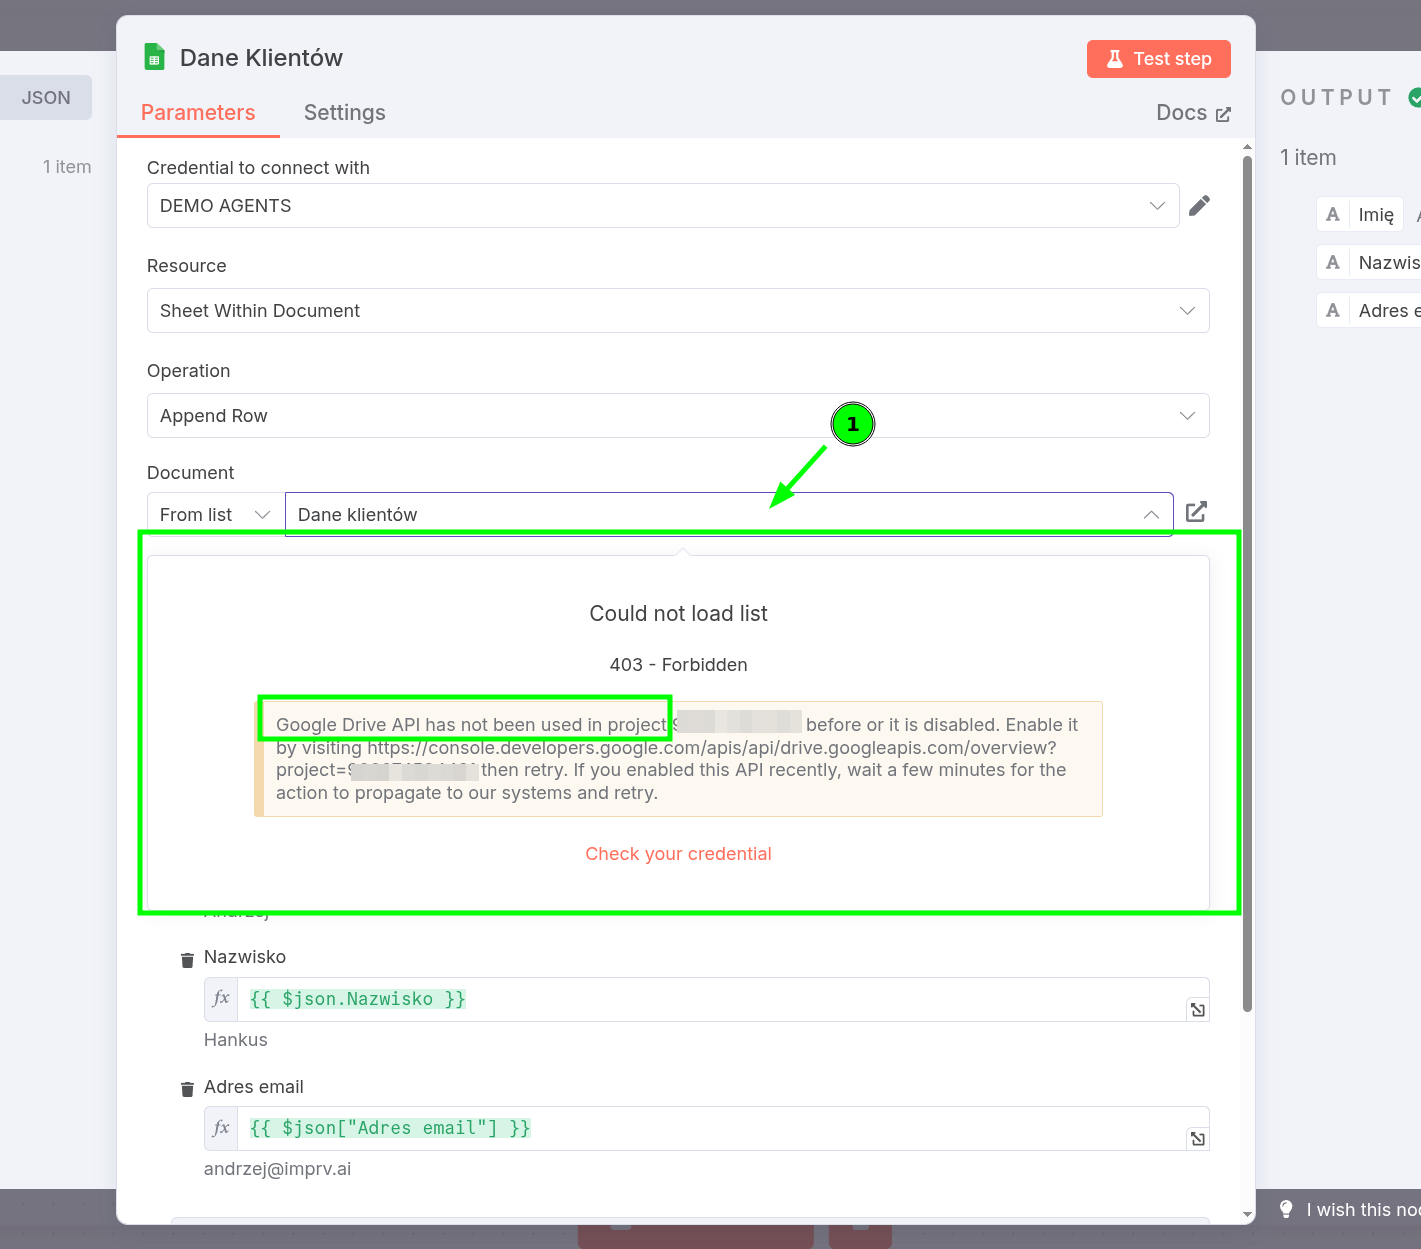 Dane Klientów
Test step
JSON
Parameters
Settings
Docs
OUTPUT
1 item
1 item
Credential to connect with
DEMO AGENTS
A Imię
A Nazwis
A Adres e
Resource
Sheet Within Document
Operation
Append Row
1
Document
From list
Dane klientów
Could not load list
403 - Forbidden
Google Drive API has not been used in project 9 before or it is disabled. Enable it
by visiting https://console.developers.google.com/apis/api/drive.googleapis.com/overview?
project=9 then retry. If you enabled this API recently, wait a few minutes for the
action to propagate to our systems and retry.
Check your credential
Andrzej
Nazwisko
fx {{ $json.Nazwisko }}
Hankus
Adres email
fx {{ $json["Adres email"] }}
andrzej@imprv.ai
I wish this no